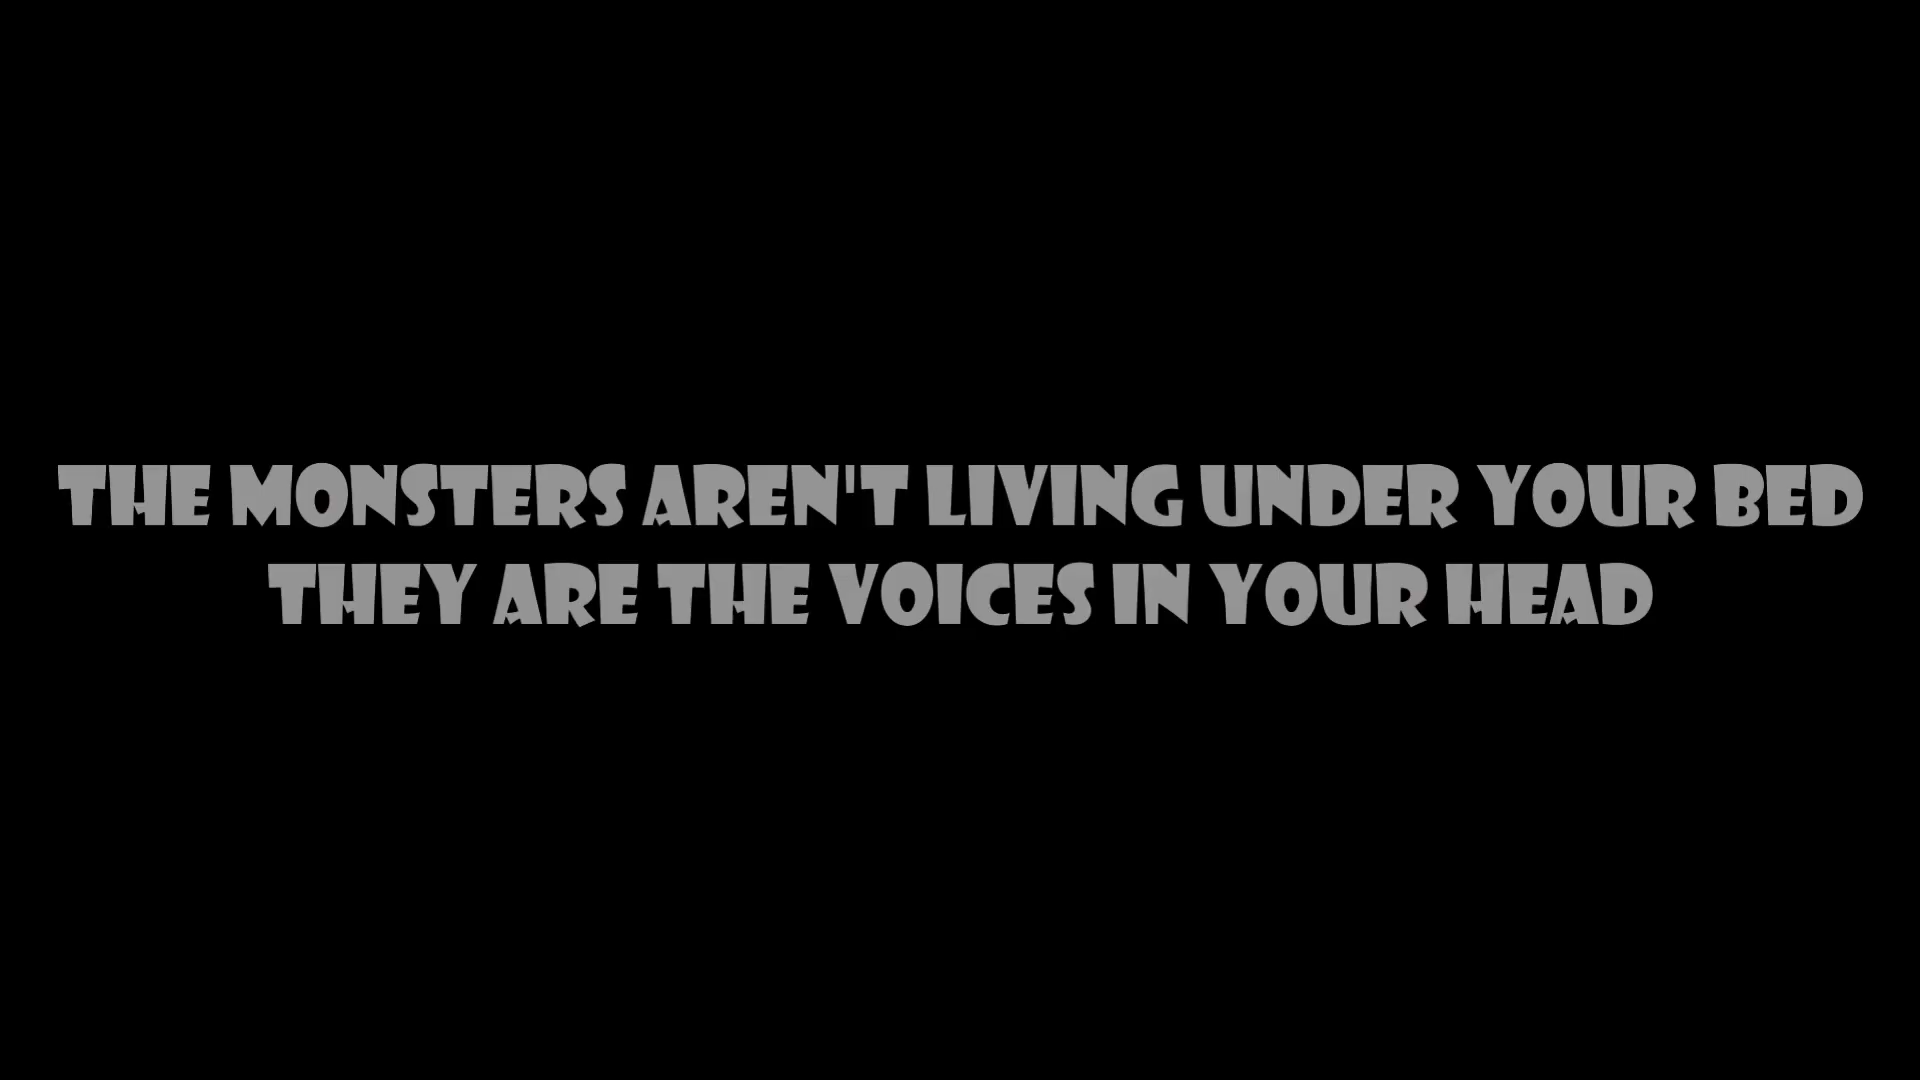 THE MONSTERS AREN'T LIVING UNDER YOUR BED
THEY ARE THE VOICES IN YOUR HEAD